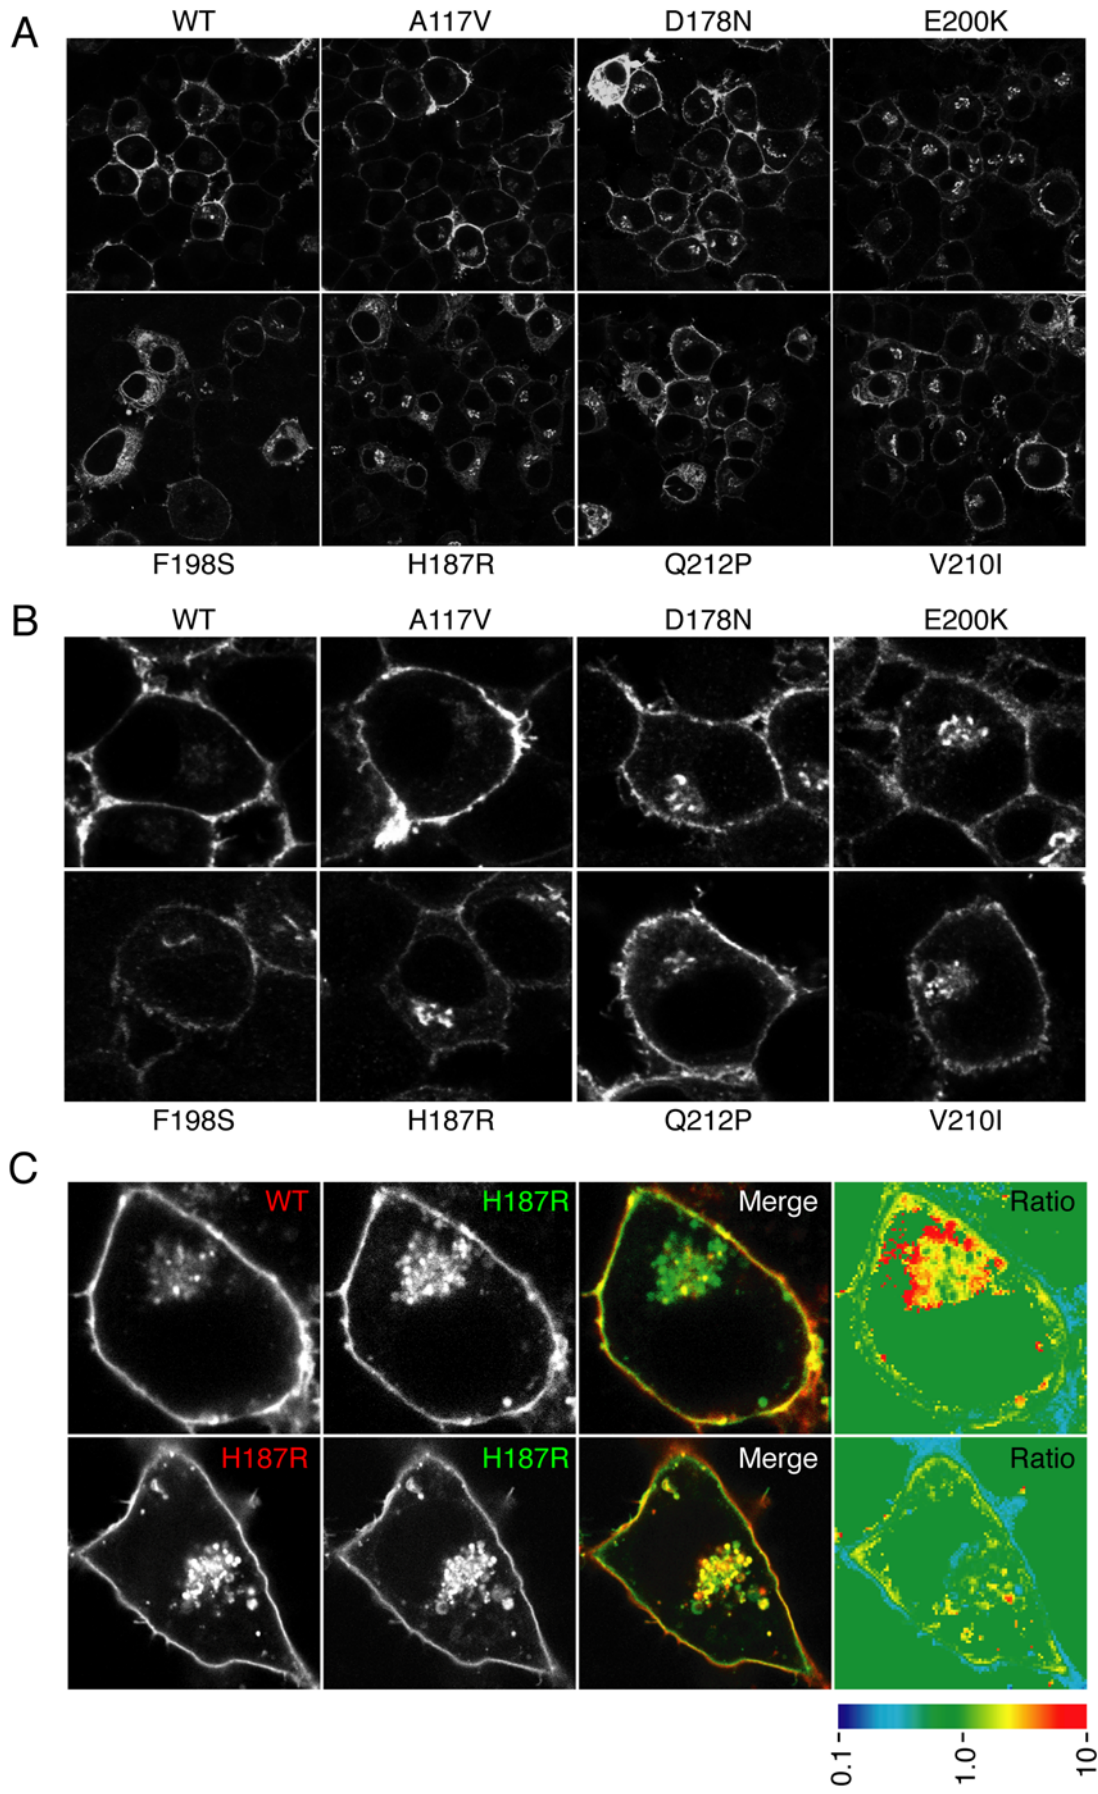 A
WT A117V D178N E200K
F198S H187R Q212P V210I
B
WT A117V D178N E200K
F198S H187R Q212P V210I
C
WT H187R Merge Ratio
H187R H187R Merge Ratio
0.1 1.0 10